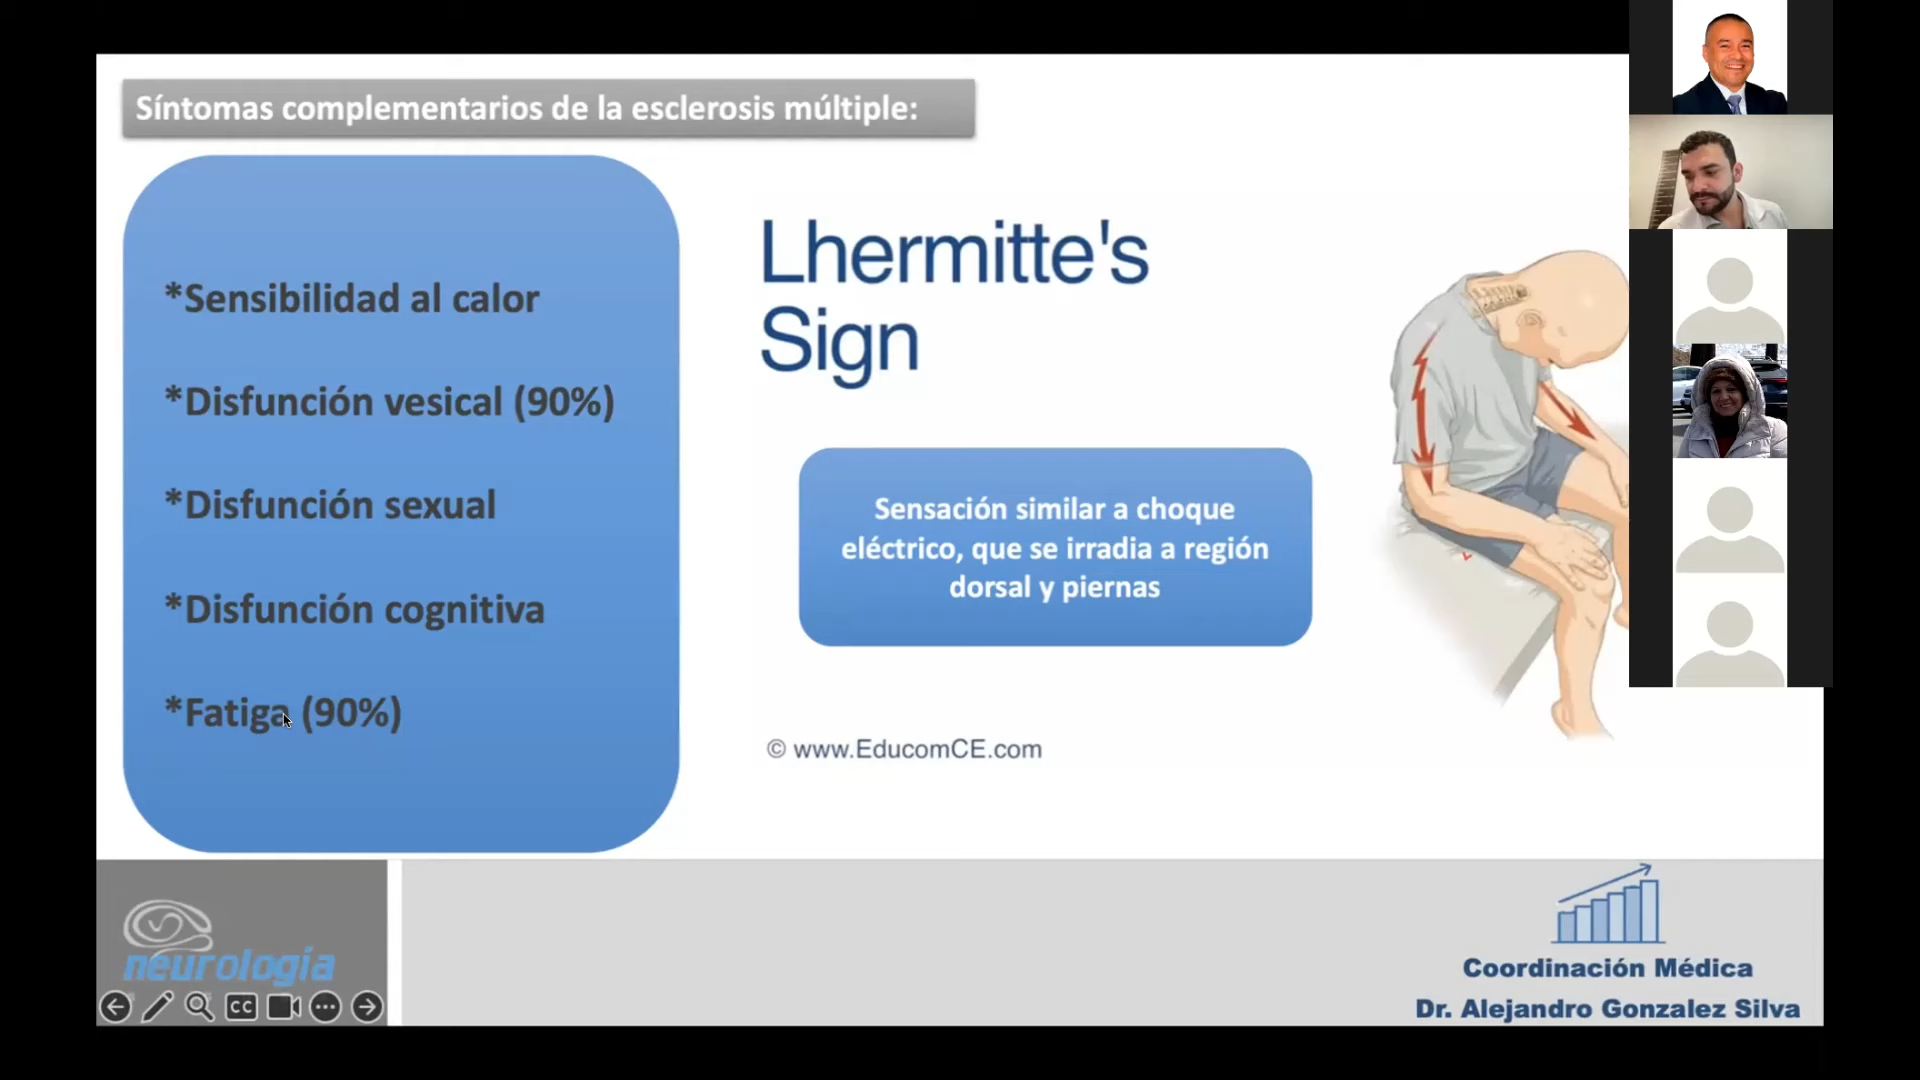 Síntomas complementarios de la esclerosis múltiple:
*Sensibilidad al calor
*Disfunción vesical (90%)
*Disfunción sexual
*Disfunción cognitiva
*Fatiga (90%)
Lhermitte's
Sign
Sensación similar a choque
eléctrico, que se irradia a región
dorsal y piernas
© www.EducomCE.com
neurología
CC
Coordinación Médica
Dr. Alejandro Gonzalez Silva